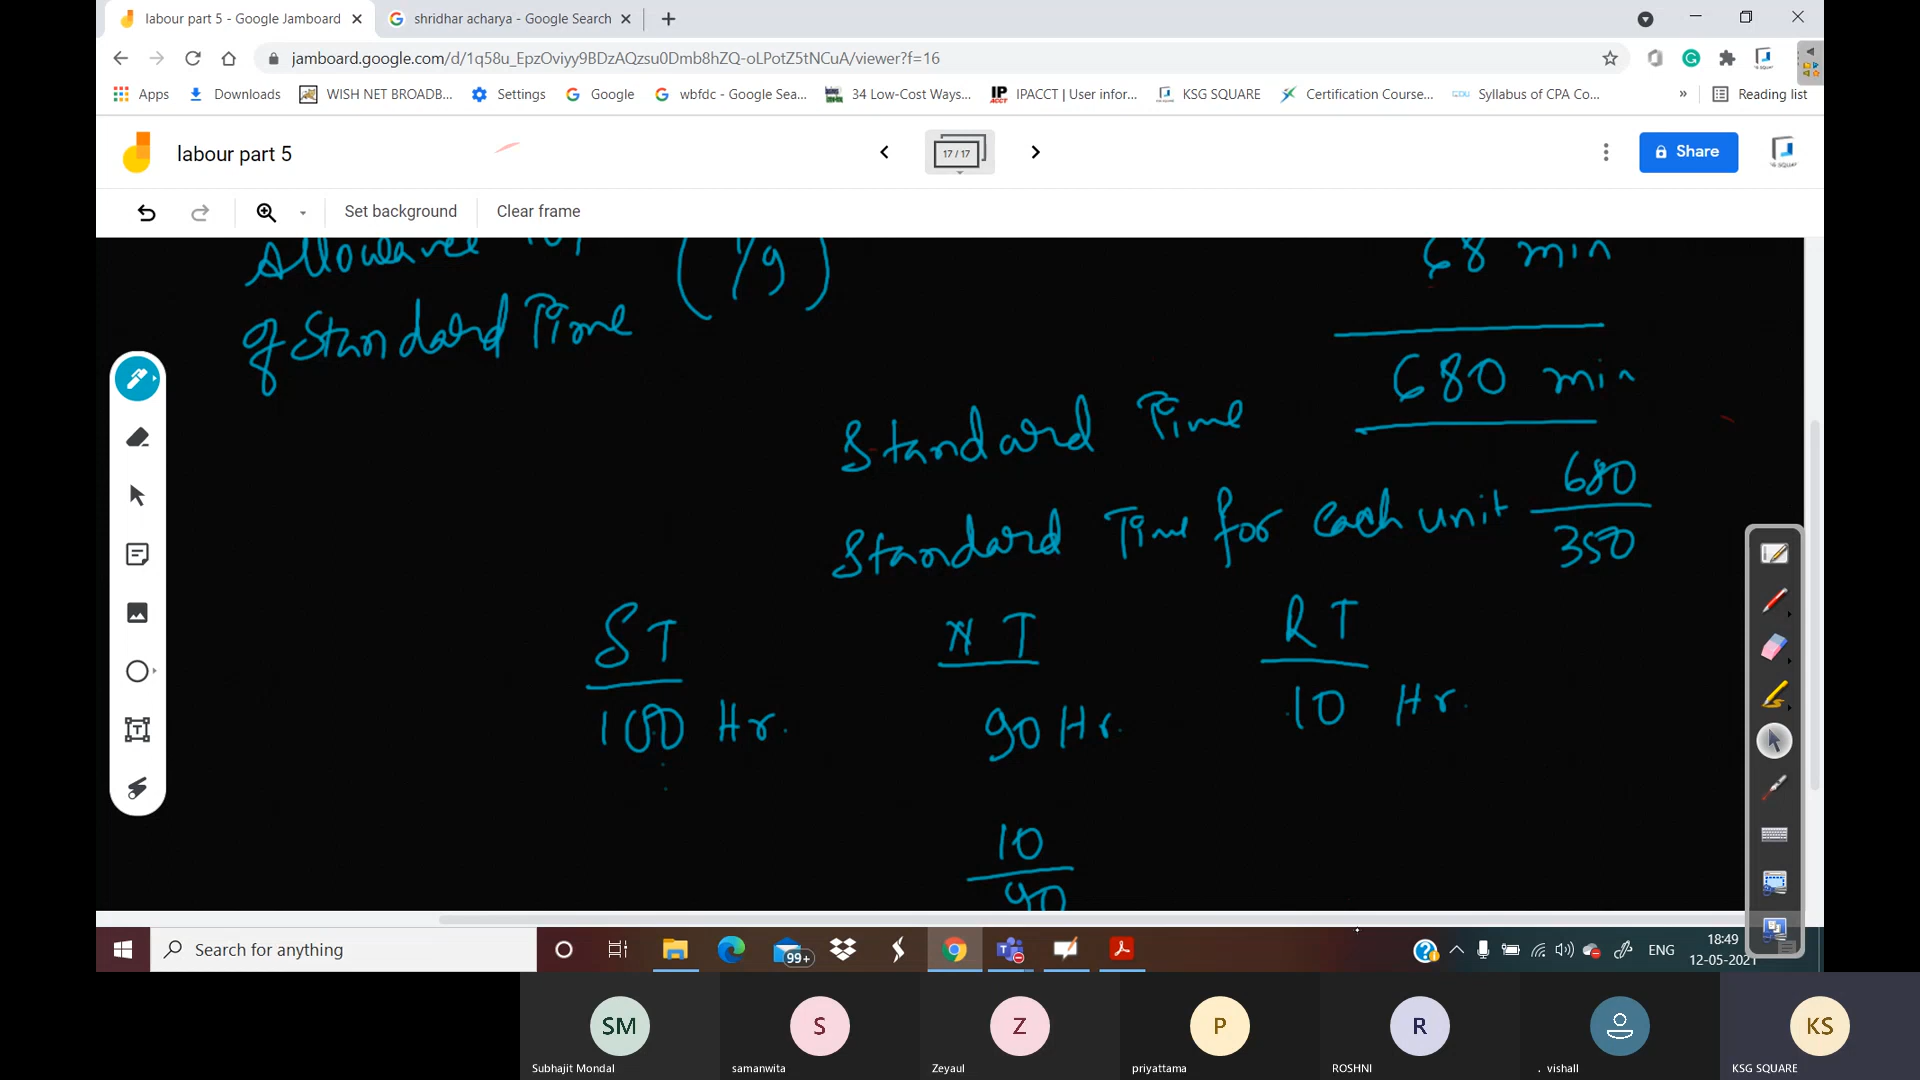 labour part 5 - Google Jamboard
shridhar acharya - Google Search
jamboard.google.com/d/1q58u_EpzOviyy9BDzAQzsu0Dmb8hZQ-oLPotZ5tNCuA/viewer?f=16
Apps Downloads WISH NET BROADB... Settings Google wbfdc - Google Sea... 34 Low-Cost Ways... IPACCT | User infor... KSG SQUARE Certification Course... Syllabus of CPA Co... » Reading list
labour part 5
17 / 17
Share
Set background Clear frame
Allowance (1/9) 68 min
of Standard Time
680 min
Standard Time
Standard Time for each unit 680
350
ST NT RT
100 Hr. 90 Hr. 10 Hr.
10
90
Search for anything
99+
ENG
18:49
12-05-2021
SM S Z P R KS
Subhajit Mondal samanwita Zeyaul priyattama ROSHNI . vishall KSG SQUARE